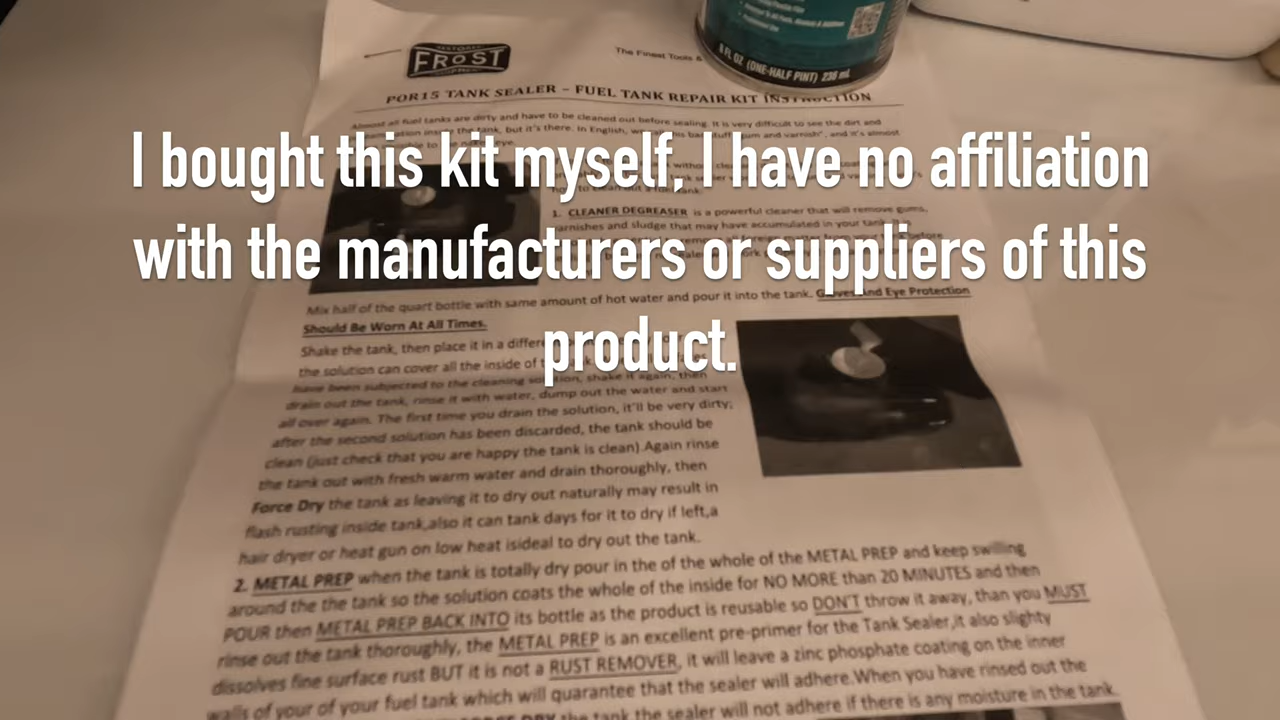 FROST
The Finest Tools &
8 FL OZ (ONE-HALF PINT) 236 mL
POR15 TANK SEALER – FUEL TANK REPAIR KIT INSTRUCTION
Almost all fuel tanks are dirty and have to be cleaned out before sealing. It is very difficult to see the dirt and
the tank, but it's there. In English, um and varnish", and it's almost
I bought this kit myself, I have no affiliation
with the manufacturers or suppliers of this
product.
1. CLEANER DEGREASER is a powerful cleaner that will remove gums,
varnishes and sludge that may have accumulated in your tank
Mix half of the quart bottle with same amount of hot water and pour it into the tank. Gloves and Eye Protection
Should Be Worn At All Times.
Shake the tank, then place it in a
the solution can cover all the inside of
have been subjected to the cleaning solution, shake it again, then
drain out the tank, rinse it with water, dump out the water and start
all over again. The first time you drain the solution, it'll be very dirty;
after the second solution has been discarded, the tank should be
clean (just check that you are happy the tank is clean).Again rinse
the tank out with fresh warm water and drain thoroughly, then
Force Dry the tank as leaving it to dry out naturally may result in
flash rusting inside tank,also it can tank days for it to dry if left,a
hair dryer or heat gun on low heat isideal to dry out the tank.
2. METAL PREP when the tank is totally dry pour in the of the whole of the METAL PREP and keep swilling
around the the tank so the solution coats the whole of the inside for NO MORE than 20 MINUTES and then
POUR then METAL PREP BACK INTO its bottle as the product is reusable so DON'T throw it away, than you MUST
rinse out the tank thoroughly, the METAL PREP is an excellent pre-primer for the Tank Sealer,it also slighty
dissolves fine surface rust BUT it is not a RUST REMOVER, it will leave a zinc phosphate coating on the inner
walls of your of your fuel tank which will quarantee that the sealer will adhere.When you have rinsed out the
FORCE DRY the tank the sealer will not adhere if there is any moisture in the tank.